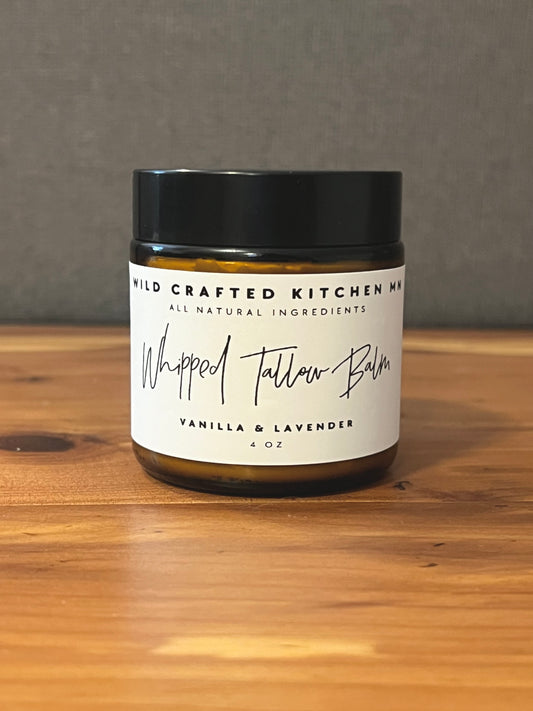 WILD CRAFTED KITCHEN MN
ALL NATURAL INGREDIENTS
Whipped Tallow Balm
VANILLA & LAVENDER
4 OZ